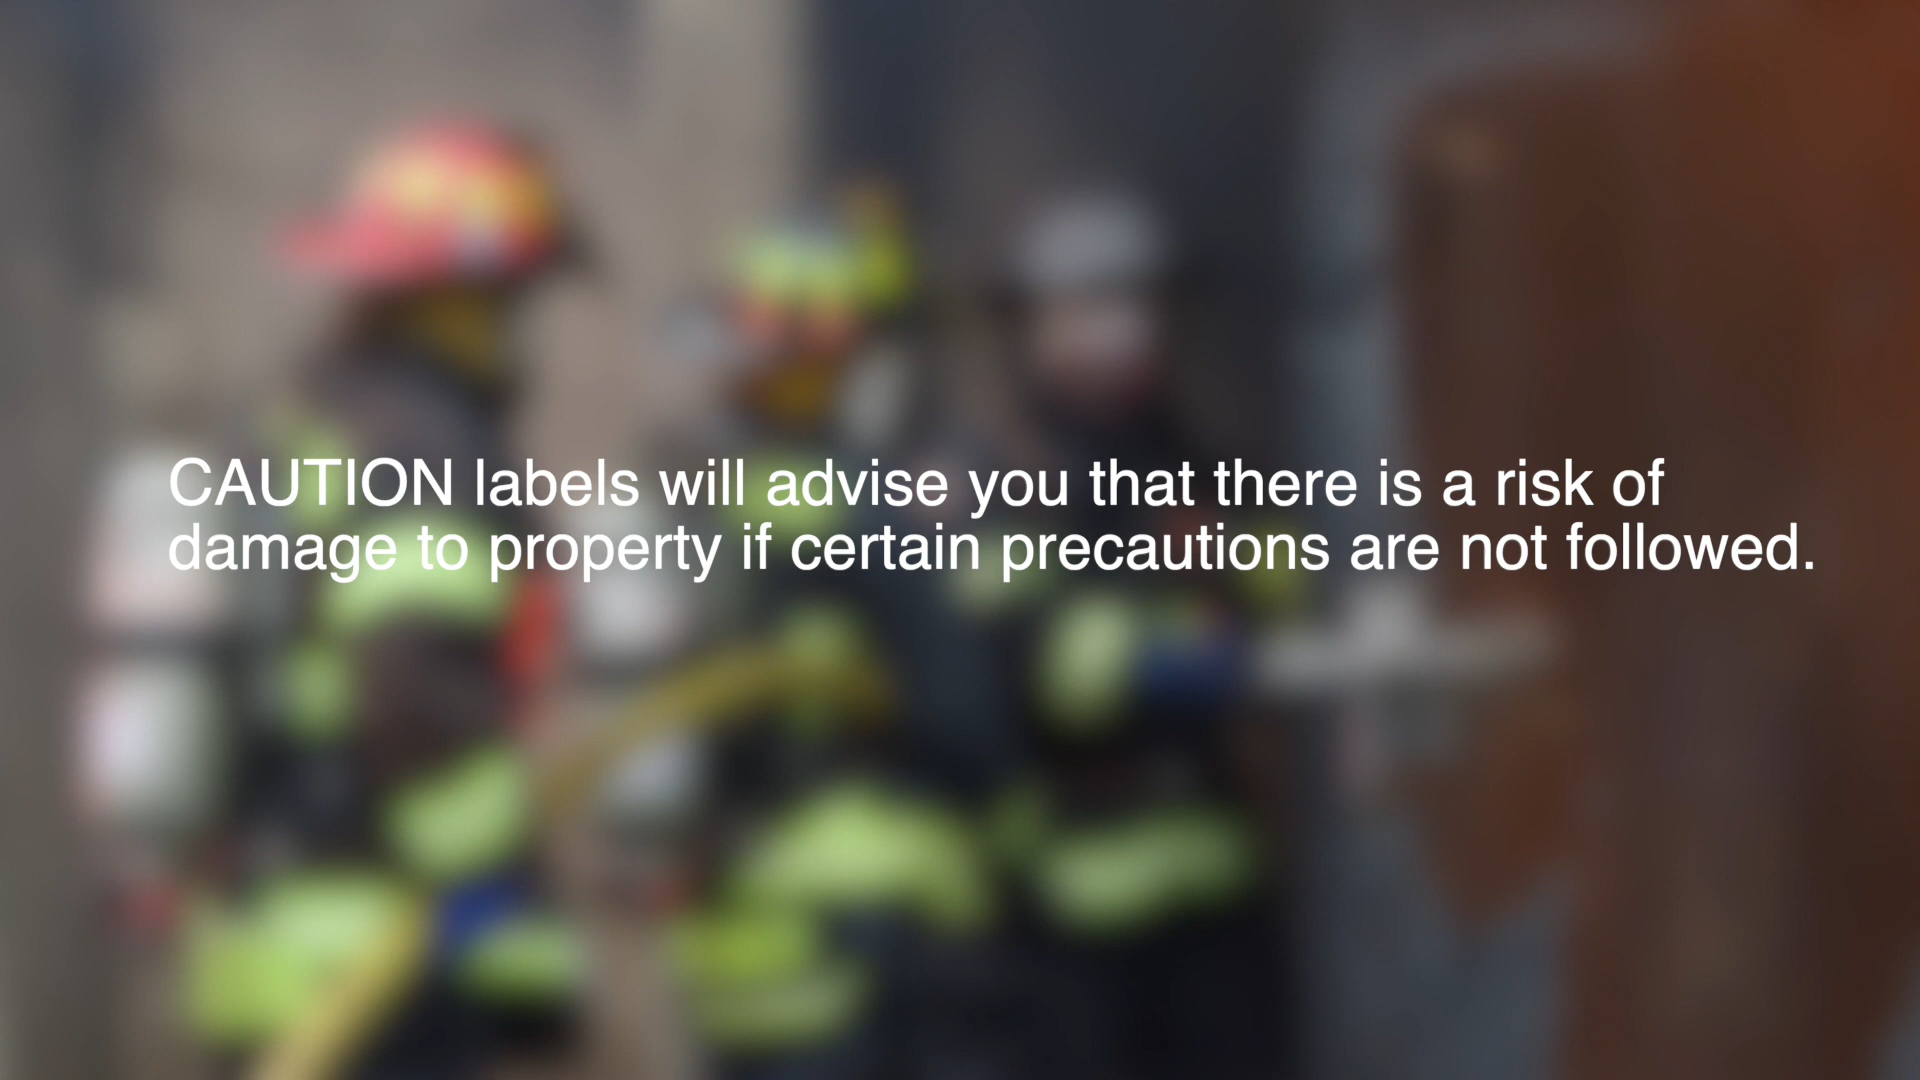 CAUTION labels will advise you that there is a risk of
damage to property if certain precautions are not followed.